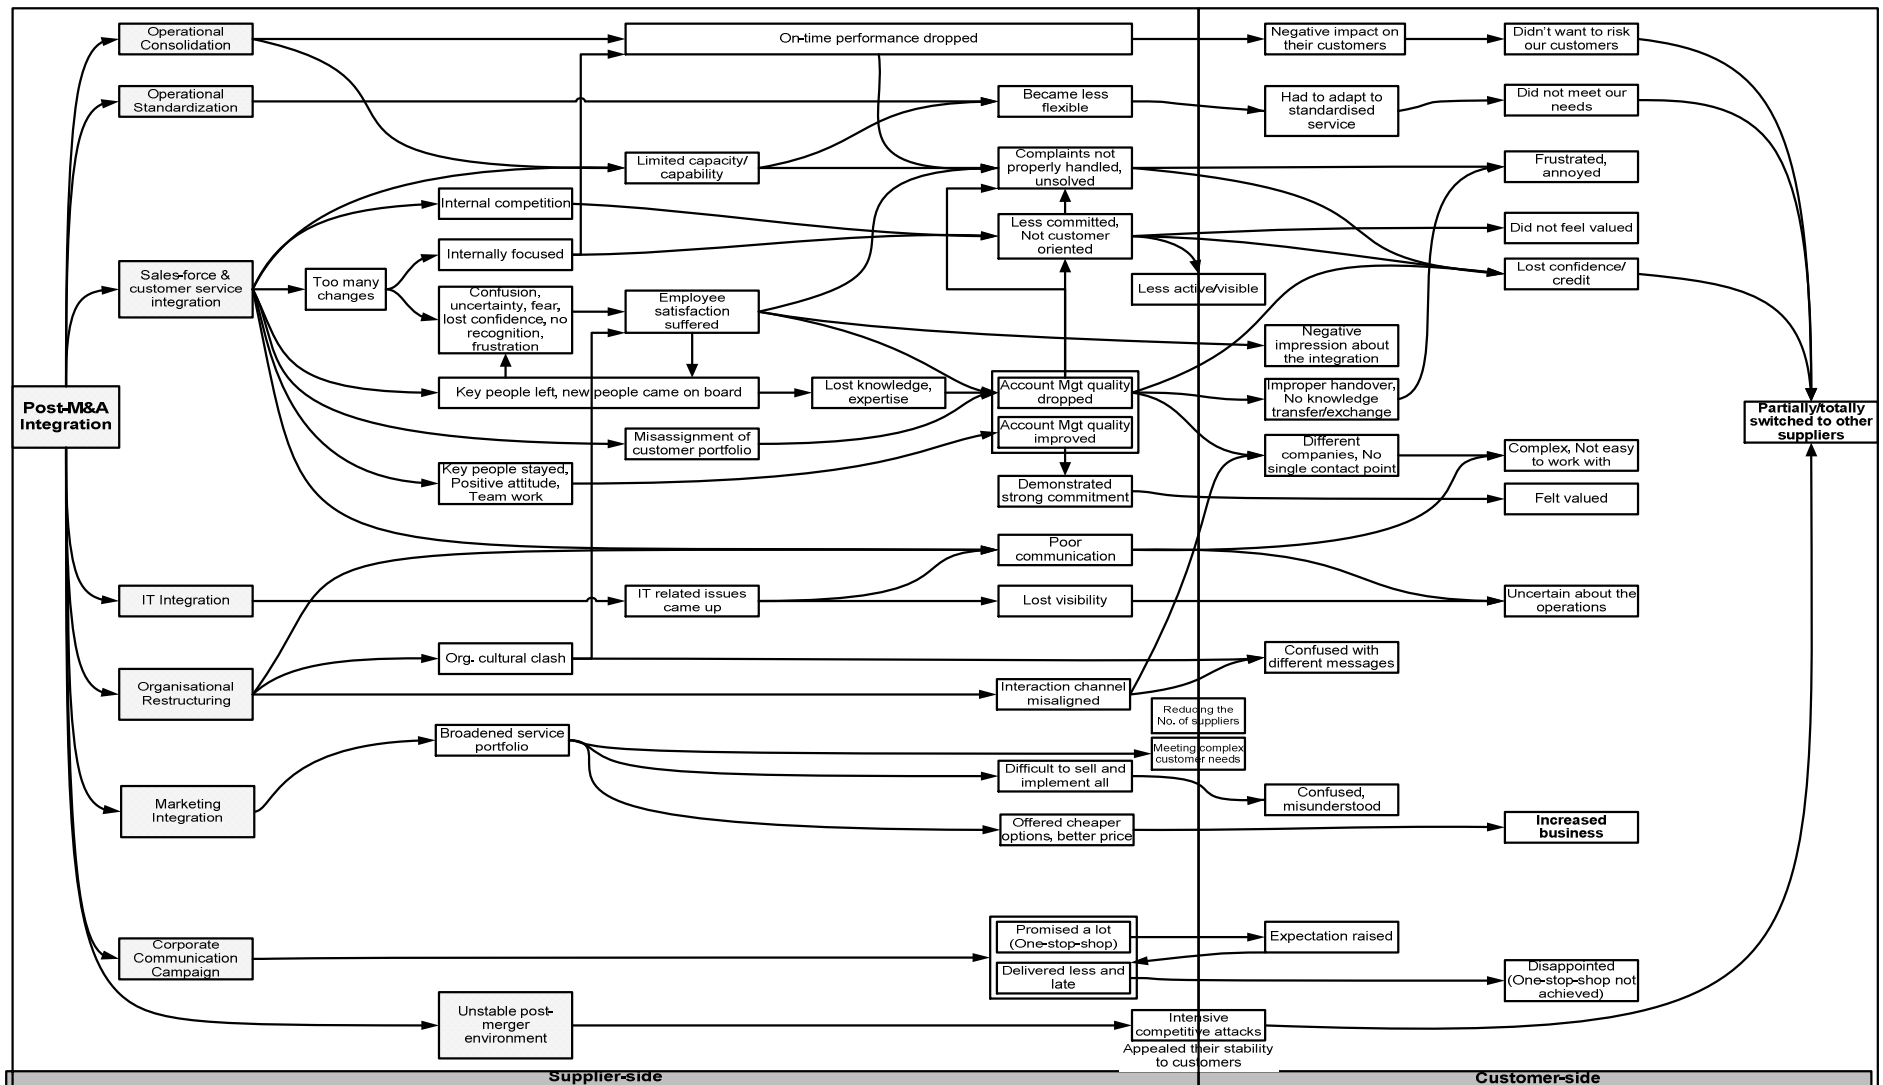 Operational
Consolidation
On-time performance dropped
Negative impact on
their customers
Didn't want to risk
our customers
Operational
Standardization
Became less
flexible
Had to adapt to
standardised
service
Did not meet our
needs
Limited capacity/
capability
Complaints not
properly handled,
unsolved
Frustrated,
annoyed
Internal competition
Less committed,
Not customer
oriented
Did not feel valued
Internally focused
Sales-force &
customer service
integration
Too many
changes
Less active/visible
Lost confidence/
credit
Confusion,
uncertainty, fear,
lost confidence, no
recognition,
frustration
Employee
satisfaction
suffered
Negative
impression about
the integration
Key people left, new people came on board
Lost knowledge,
expertise
Account Mgt quality
dropped
Improper handover,
No knowledge
transfer/exchange
Post-M&A
Integration
Partially/totally
switched to other
suppliers
Misassignment of
customer portfolio
Account Mgt quality
improved
Different
companies, No
single contact point
Complex, Not easy
to work with
Key people stayed,
Positive attitude,
Team work
Demonstrated
strong commitment
Felt valued
Poor
communication
IT Integration
IT related issues
came up
Lost visibility
Uncertain about the
operations
Org. cultural clash
Confused with
different messages
Organisational
Restructuring
Interaction channel
misaligned
Reducing the
No. of suppliers
Broadened service
portfolio
Meeting complex
customer needs
Difficult to sell and
implement all
Marketing
Integration
Confused,
misunderstood
Offered cheaper
options, better price
Increased
business
Corporate
Communication
Campaign
Promised a lot
(One-stop-shop)
Expectation raised
Delivered less and
late
Disappointed
(One-stop-shop not
achieved)
Unstable post-
merger
environment
Intensive
competitive attacks
Appealed their stability
to customers
Supplier-side
Customer-side